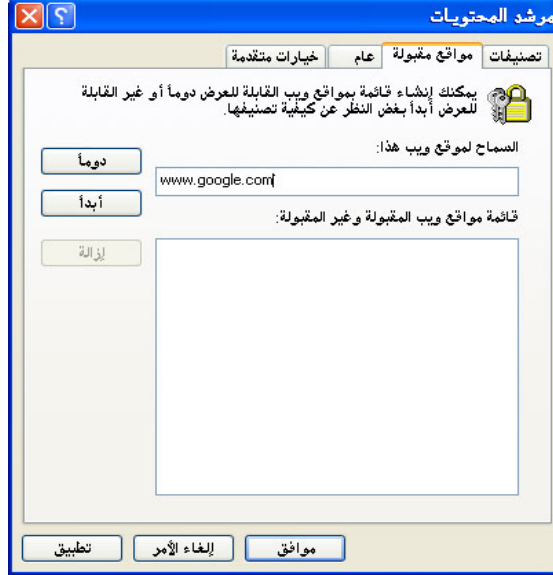 مرشد المحتويات
تصنيفات
مواقع مقبولة
عام
خيارات متقدمة
يمكنك إنشاء قائمة بمواقع ويب القابلة للعرض دوماً أو غير القابلة
للعرض أبداً بغض النظر عن كيفية تصنيفها.
السماح لموقع ويب هذا:
www.google.com
دوماً
أبداً
قائمة مواقع ويب المقبولة وغير المقبولة:
إزالة
موافق
إلغاء الأمر
تطبيق